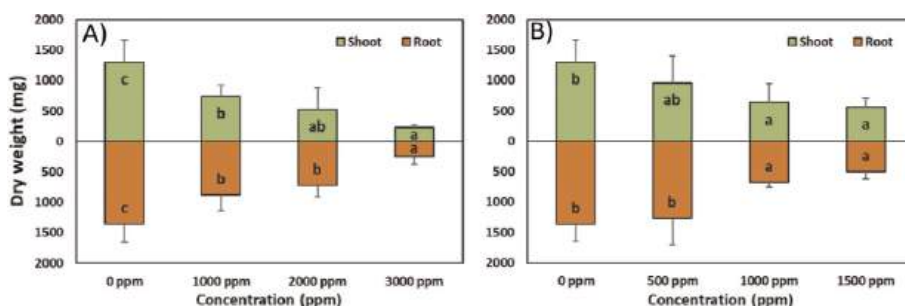 A)
Shoot Root
Dry weight (mg)
2000
1500
1000
500
0
500
1000
1500
2000
c b ab a
c b b a
0 ppm 1000 ppm 2000 ppm 3000 ppm
Concentration (ppm)
B)
Shoot Root
2000
1500
1000
500
0
500
1000
1500
2000
b ab a a
b b a a
0 ppm 500 ppm 1000 ppm 1500 ppm
Concentration (ppm)